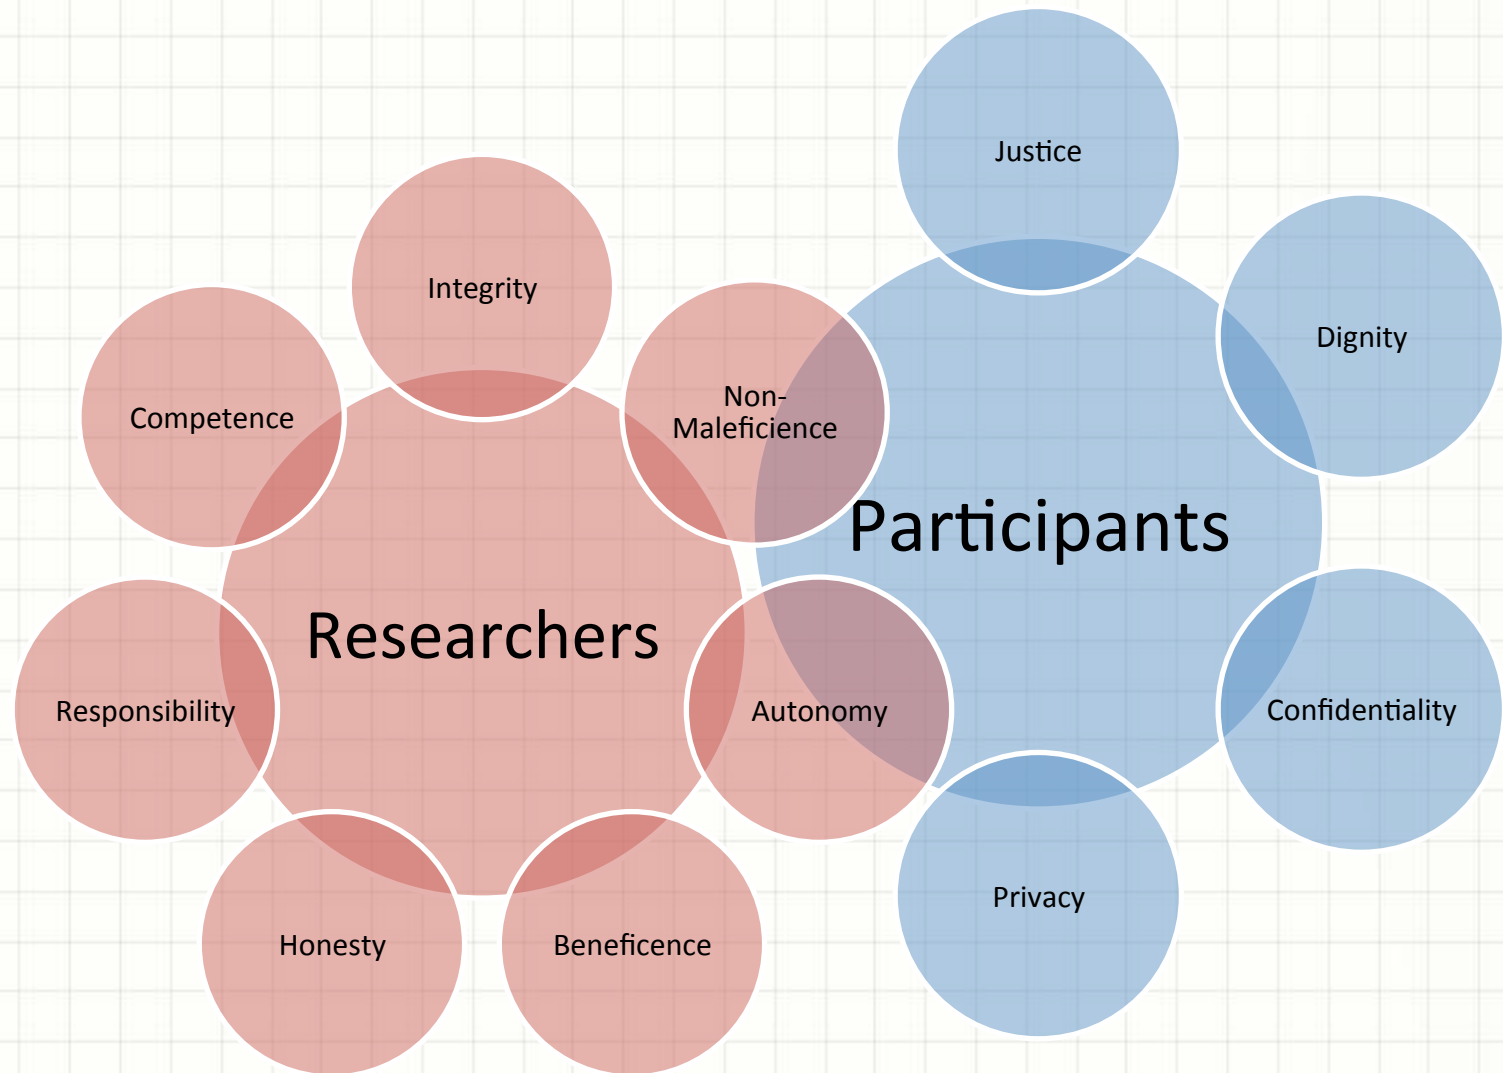 Justice
Integrity
Dignity
Competence
Non-
Maleficience
Participants
Researchers
Responsibility
Autonomy
Confidentiality
Privacy
Honesty
Beneficence